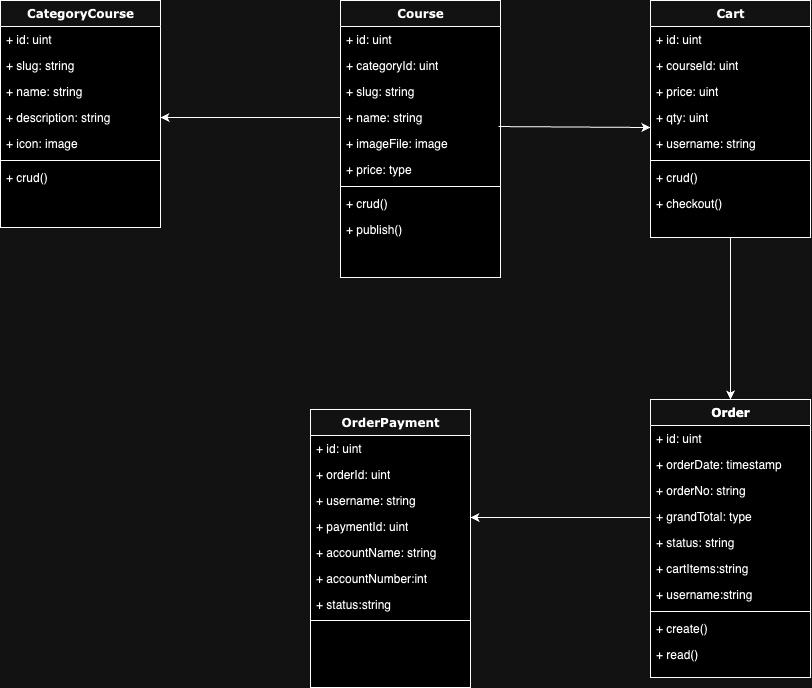 CategoryCourse
+ id: uint
+ slug: string
+ name: string
+ description: string
+ icon: image
+ crud()
Course
+ id: uint
+ categoryId: uint
+ slug: string
+ name: string
+ imageFile: image
+ price: type
+ crud()
+ publish()
Cart
+ id: uint
+ courseId: uint
+ price: uint
+ qty: uint
+ username: string
+ crud()
+ checkout()
OrderPayment
+ id: uint
+ orderId: uint
+ username: string
+ paymentId: uint
+ accountName: string
+ accountNumber:int
+ status:string
Order
+ id: uint
+ orderDate: timestamp
+ orderNo: string
+ grandTotal: type
+ status: string
+ cartItems:string
+ username:string
+ create()
+ read()